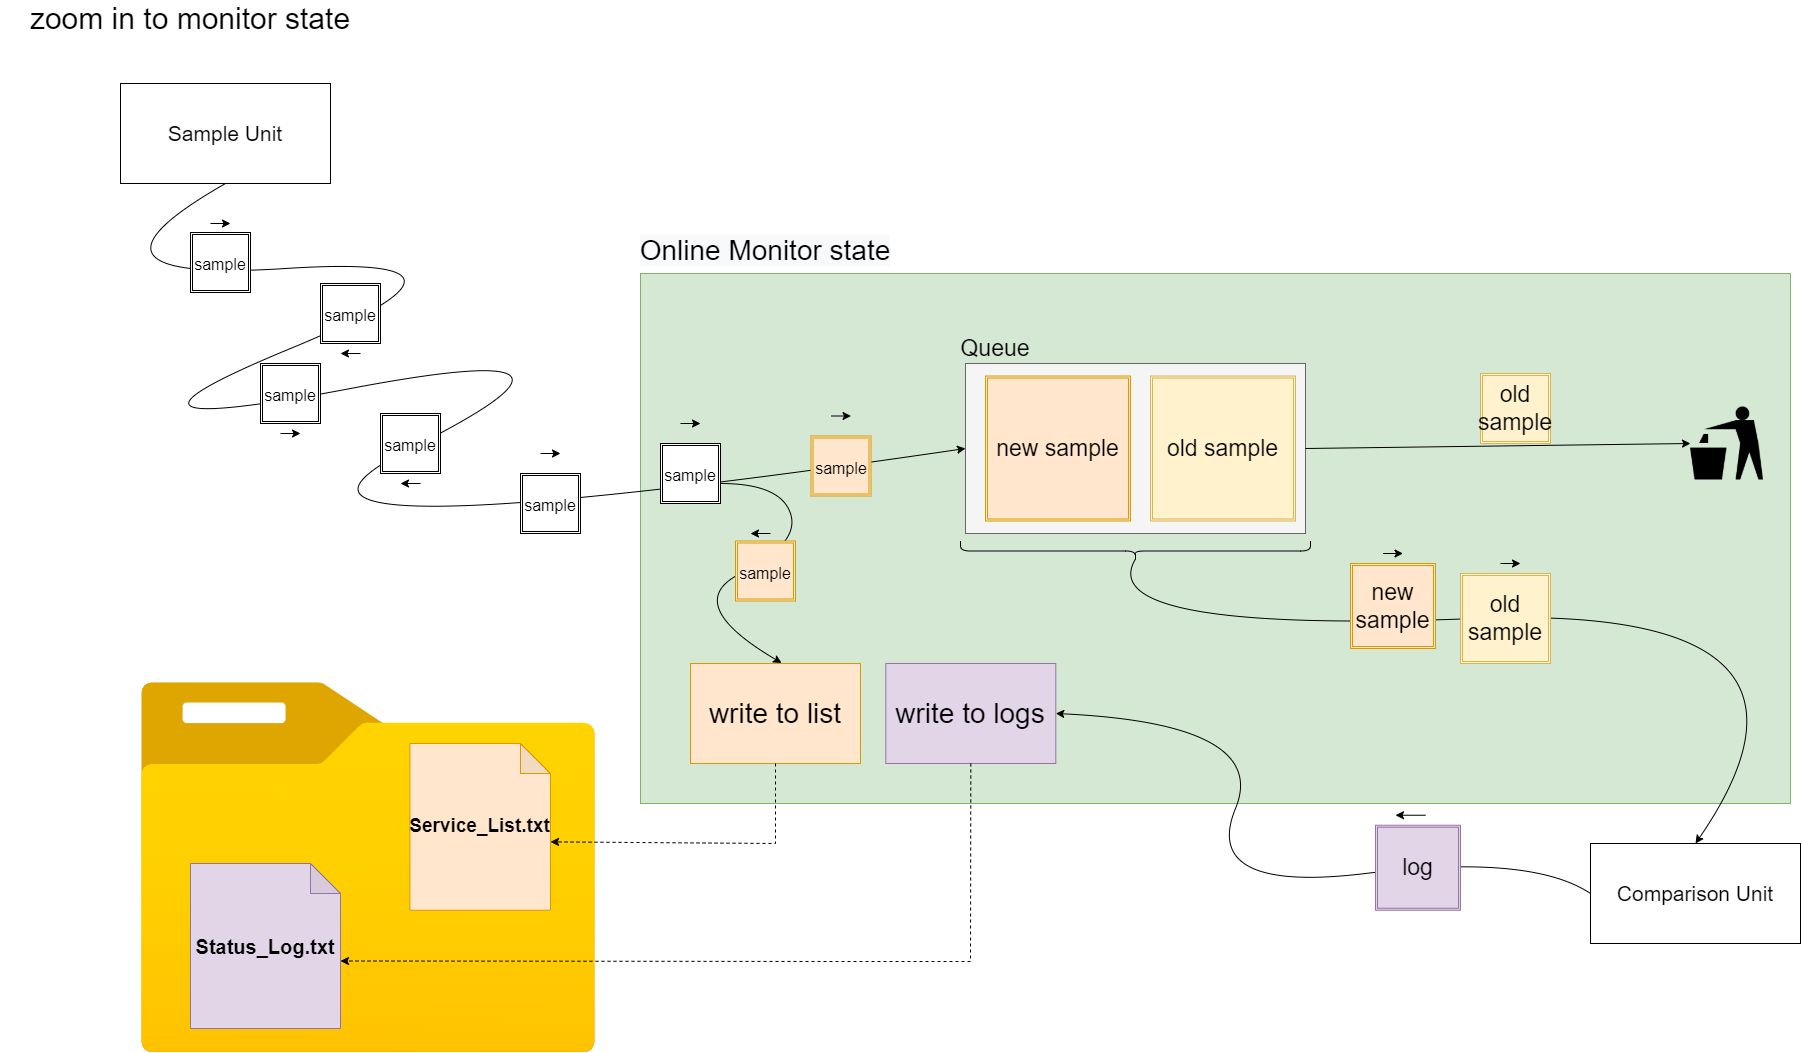 zoom in to monitor state
Sample Unit
sample
sample
sample
sample
sample
Online Monitor state
sample
sample
sample
Queue
new sample
old sample
old
sample
new
sample
old
sample
write to list
write to logs
log
Comparison Unit
Service_List.txt
Status_Log.txt